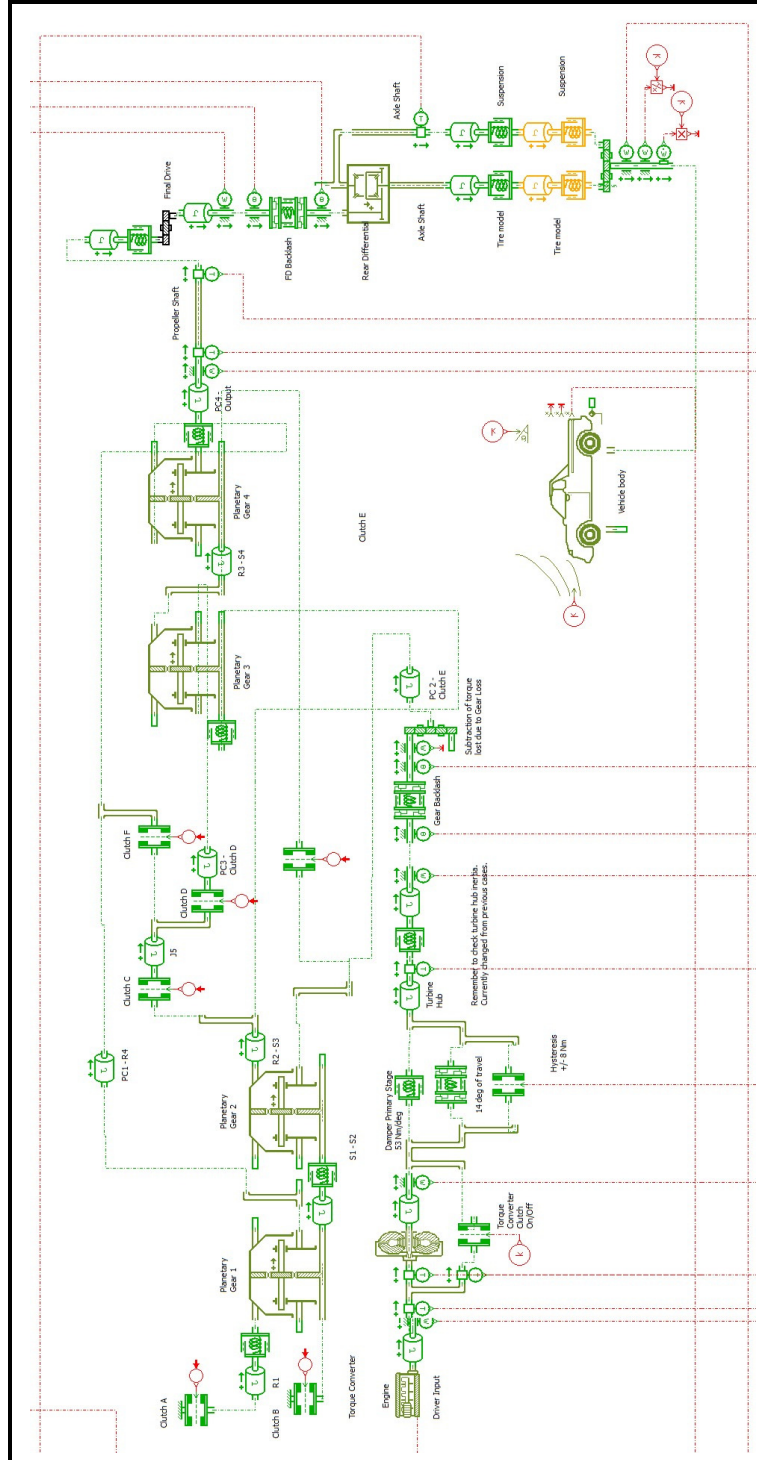 Clutch A
R1
Planetary
Gear 1
PC1 - R4
Planetary
Gear 2
R2 - S3
Clutch C
J5
Clutch D
Clutch F
PC3 -
Clutch D
Planetary
Gear 3
R3 - S4
Planetary
Gear 4
PC4 -
Output
Propeller Shaft
Final Drive
Clutch B
S1 - S2
Clutch E
FD Backlash
Rear Differential
Axle Shaft
Axle Shaft
Tire model
Suspension
Tire model
Suspension
Torque Converter
Engine
Driver Input
Torque
Converter
Clutch
On/Off
Damper Primary Stage
53 Nm/deg
14 deg of travel
Hysteresis
+/- 8 Nm
Turbine
Hub
Remember to check turbine hub inertia.
Currently changed from previous cases.
Gear Backlash
PC 2 -
Clutch E
Subtraction of torque
lost due to Gear Loss
Vehicle body